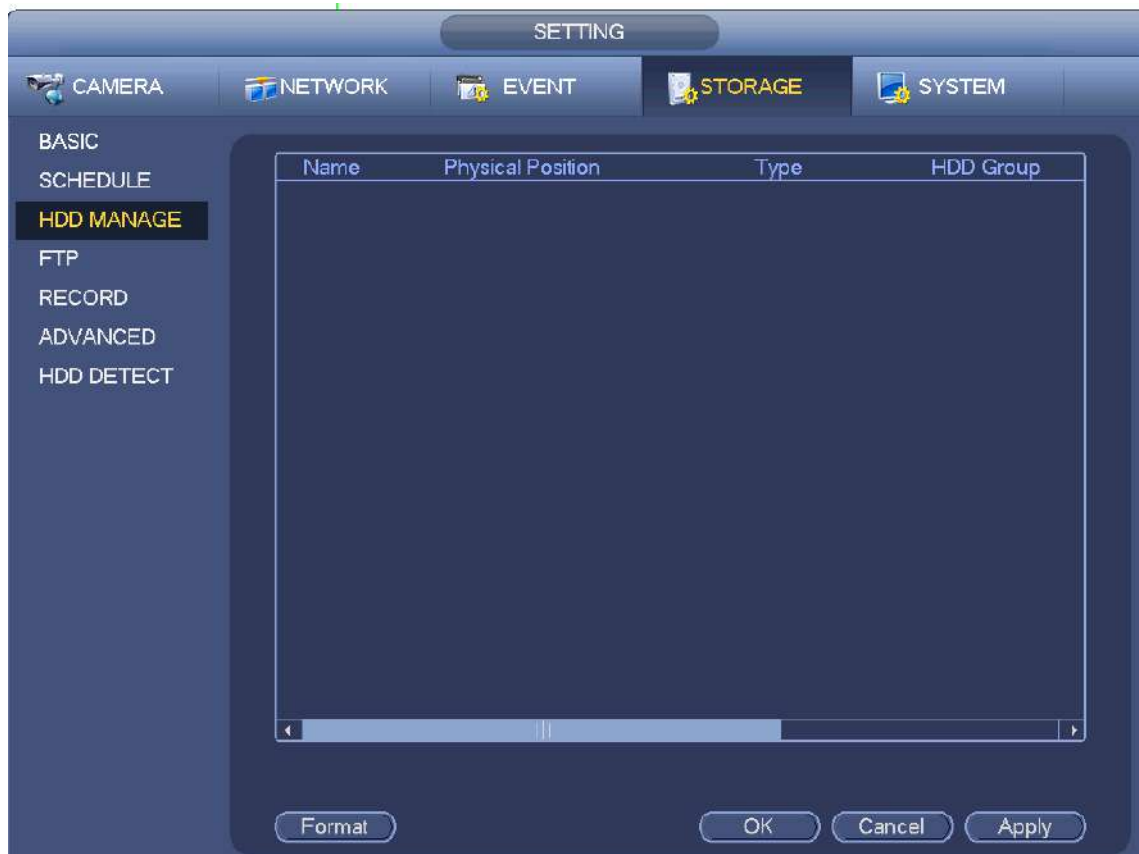 SETTING
CAMERA NETWORK EVENT STORAGE SYSTEM
BASIC
SCHEDULE
HDD MANAGE
FTP
RECORD
ADVANCED
HDD DETECT
Name Physical Position Type HDD Group
Format OK Cancel Apply